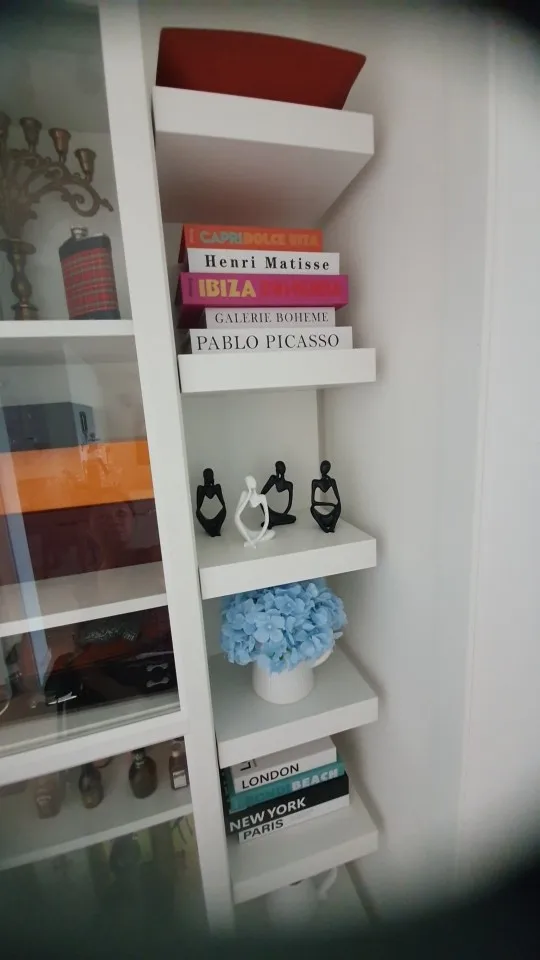 CAPRI DOLCE VITA
Henri Matisse
IBIZA
GALERIE BOHEME
PABLO PICASSO
LONDON
BEACH
NEW YORK
PARIS